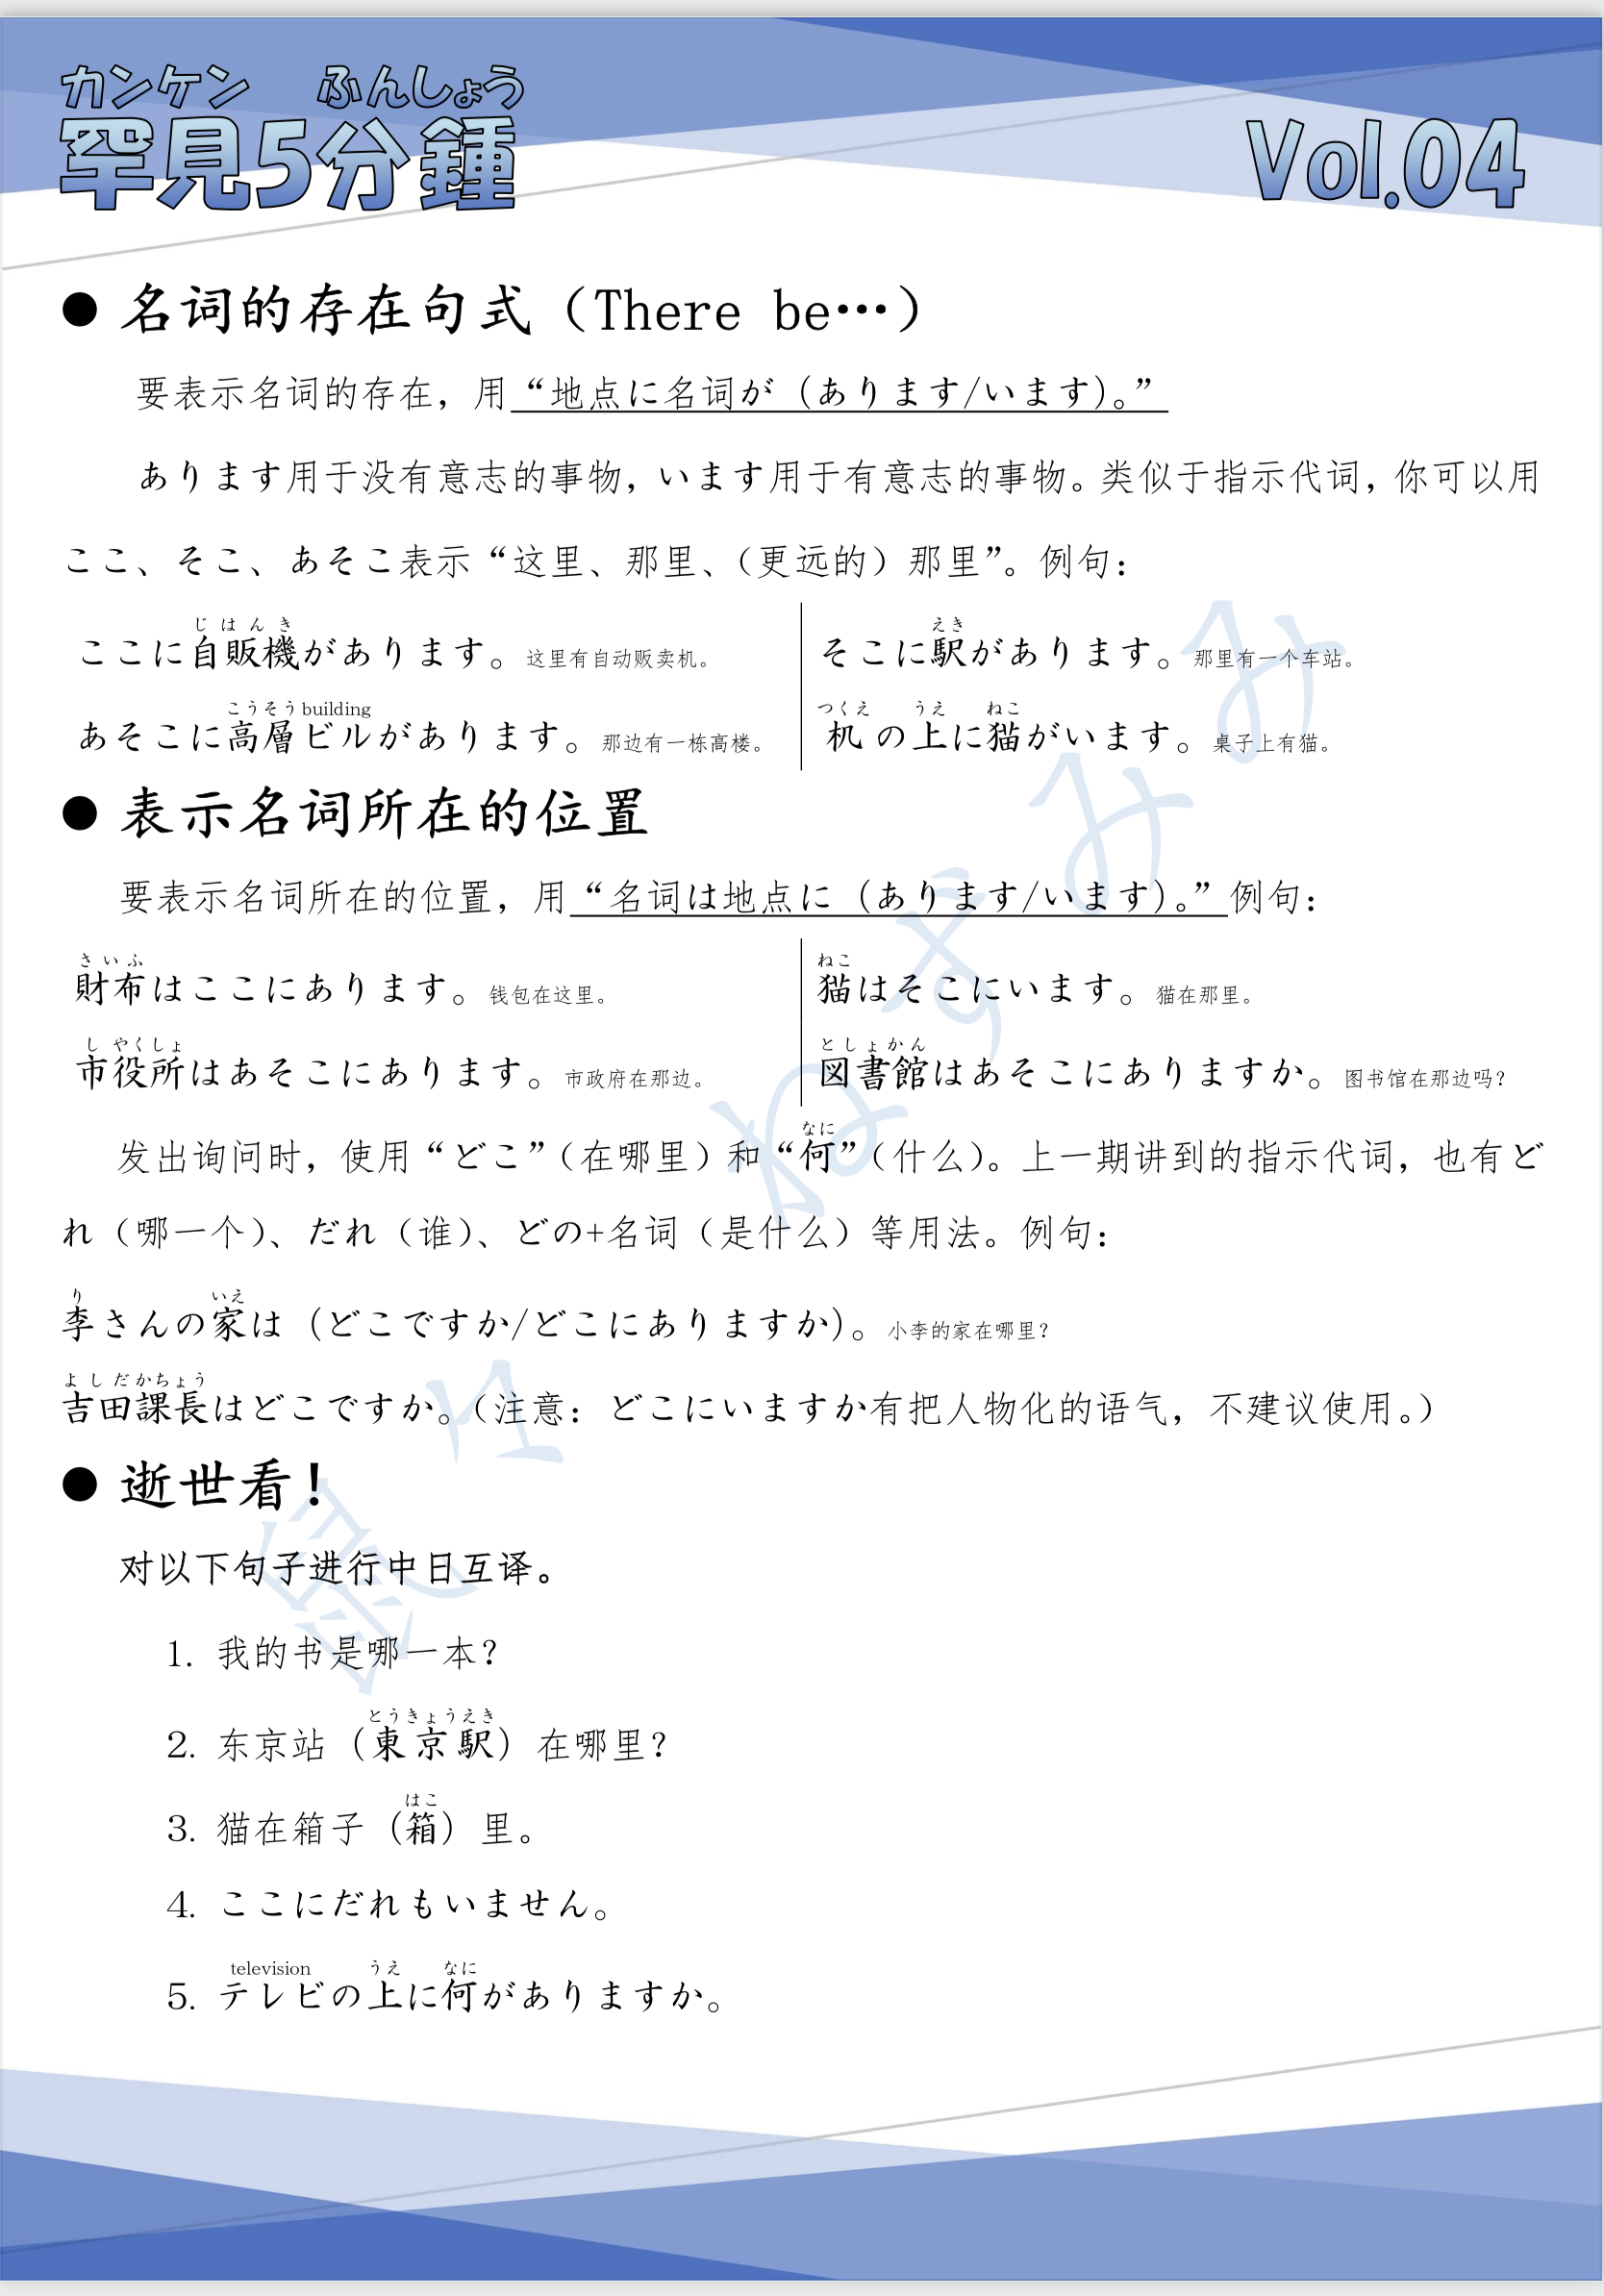 カンケン ふんしょう
罕見5分鍾
Vol.04
● 名词的存在句式（There be…）
要表示名词的存在，用“地点に名词が（あります/います）。”
あります用于没有意志的事物，います用于有意志的事物。类似于指示代词，你可以用
ここ、そこ、あそこ表示“这里、那里、（更远的）那里”。例句：
じはんき
ここに自販機があります。这里有自动贩卖机。
えき
そこに駅があります。那里有一个车站。
こうそうbuilding
あそこに高層ビルがあります。那边有一栋高楼。
つくえ うえ ねこ
机の上に猫がいます。桌子上有猫。
● 表示名词所在的位置
要表示名词所在的位置，用“名词は地点に（あります/います）。”例句：
さいふ
財布はここにあります。钱包在这里。
ねこ
猫はそこにいます。猫在那里。
しやくしょ
市役所はあそこにあります。市政府在那边。
としょかん
図書館はあそこにありますか。图书馆在那边吗？
なに
发出询问时，使用“どこ”（在哪里）和“何”（什么）。上一期讲到的指示代词，也有ど
れ（哪一个）、だれ（谁）、どの+名词（是什么）等用法。例句：
り いえ
李さんの家は（どこですか/どこにありますか）。小李的家在哪里？
よしだかちょう
吉田課長はどこですか。（注意：どこにいますか有把人物化的语气，不建议使用。）
● 逝世看！
对以下句子进行中日互译。
1. 我的书是哪一本？
とうきょうえき
2. 东京站（東京駅）在哪里？
はこ
3. 猫在箱子（箱）里。
4. ここにだれもいません。
television うえ なに
5. テレビの上に何がありますか。
鼠々 ねずみみ